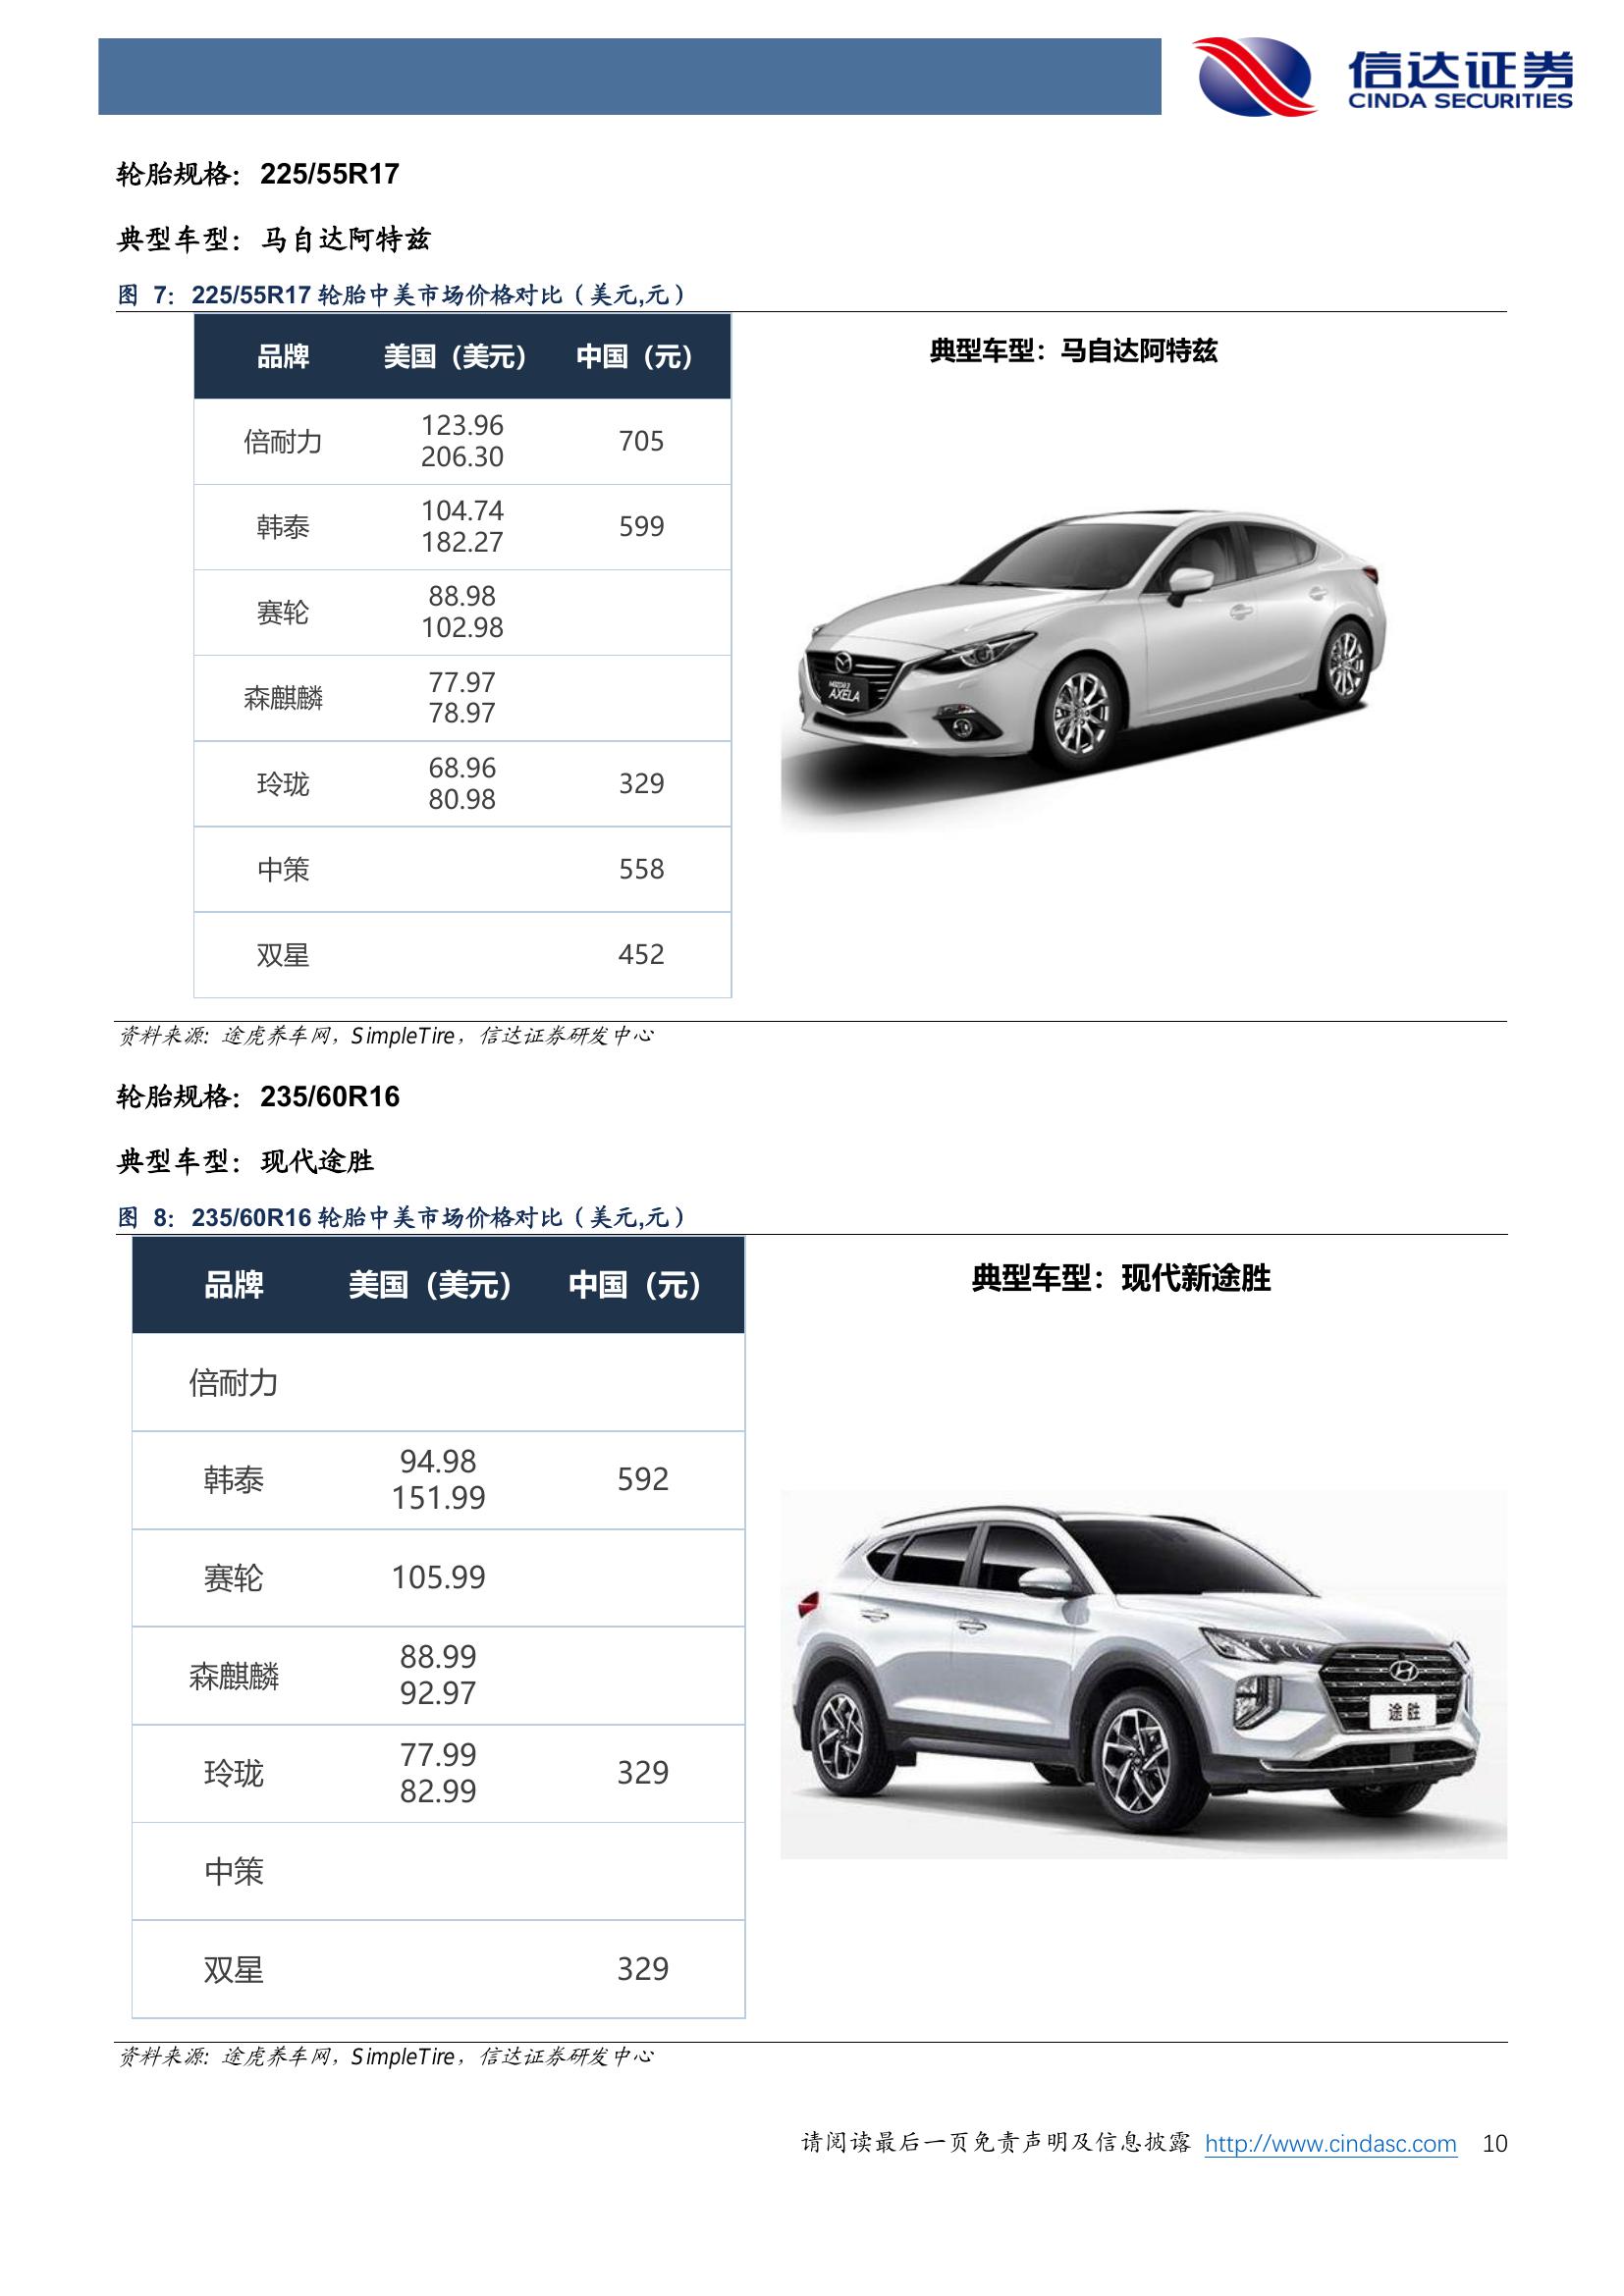 信达证券
CINDA SECURITIES
轮胎规格：225/55R17
典型车型：马自达阿特兹
图 7：225/55R17 轮胎中美市场价格对比（美元,元）
品牌 美国（美元） 中国（元）
典型车型：马自达阿特兹
倍耐力 123.96 206.30 705
韩泰 104.74 182.27 599
赛轮 88.98 102.98
森麒麟 77.97 78.97
玲珑 68.96 80.98 329
中策 558
双星 452
AXELA
资料来源：途虎养车网，SimpleTire，信达证券研发中心
轮胎规格：235/60R16
典型车型：现代途胜
图 8：235/60R16 轮胎中美市场价格对比（美元,元）
品牌 美国（美元） 中国（元）
典型车型：现代新途胜
倍耐力
韩泰 94.98 151.99 592
赛轮 105.99
森麒麟 88.99 92.97
玲珑 77.99 82.99 329
中策
双星 329
途胜
资料来源：途虎养车网，SimpleTire，信达证券研发中心
请阅读最后一页免责声明及信息披露 http://www.cindasc.com 10